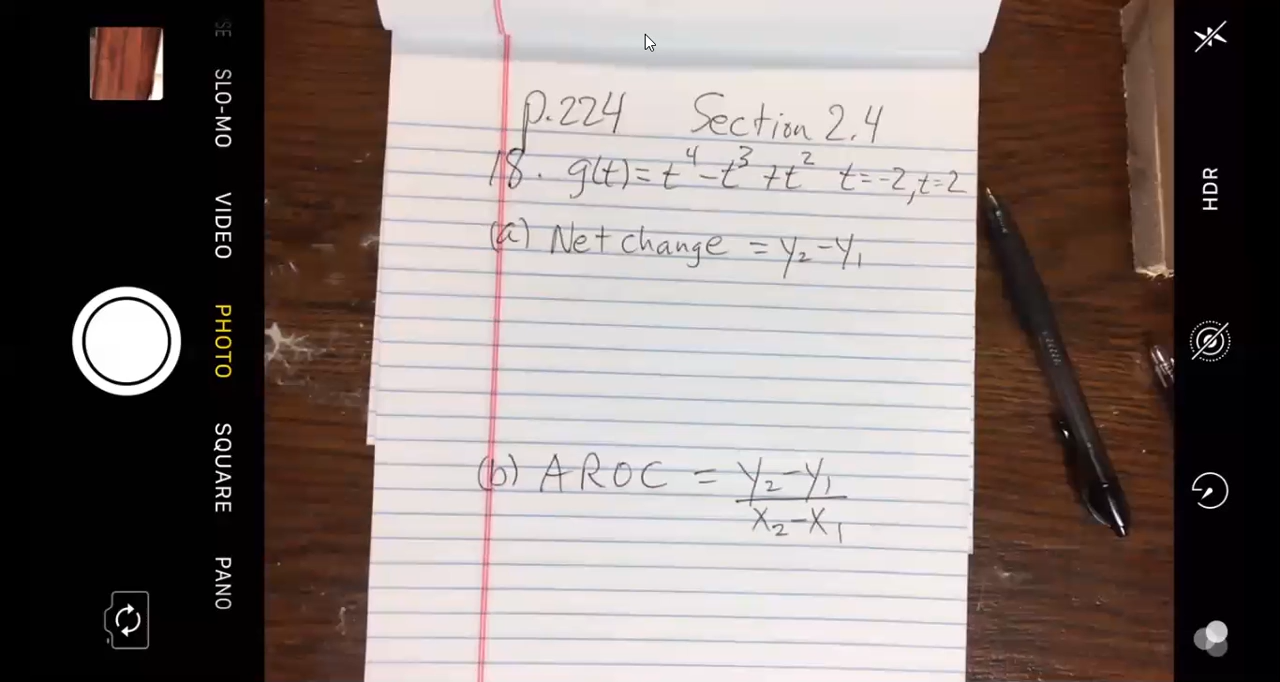 SE
SLO-MO
VIDEO
PHOTO
SQUARE
PANO
HDR
p.224 Section 2.4
18. g(t) = t⁴ - t³ + t² t = -2, t = 2
(a) Net change = y₂ - y₁
(b) AROC = y₂ - y₁
x₂ - x₁